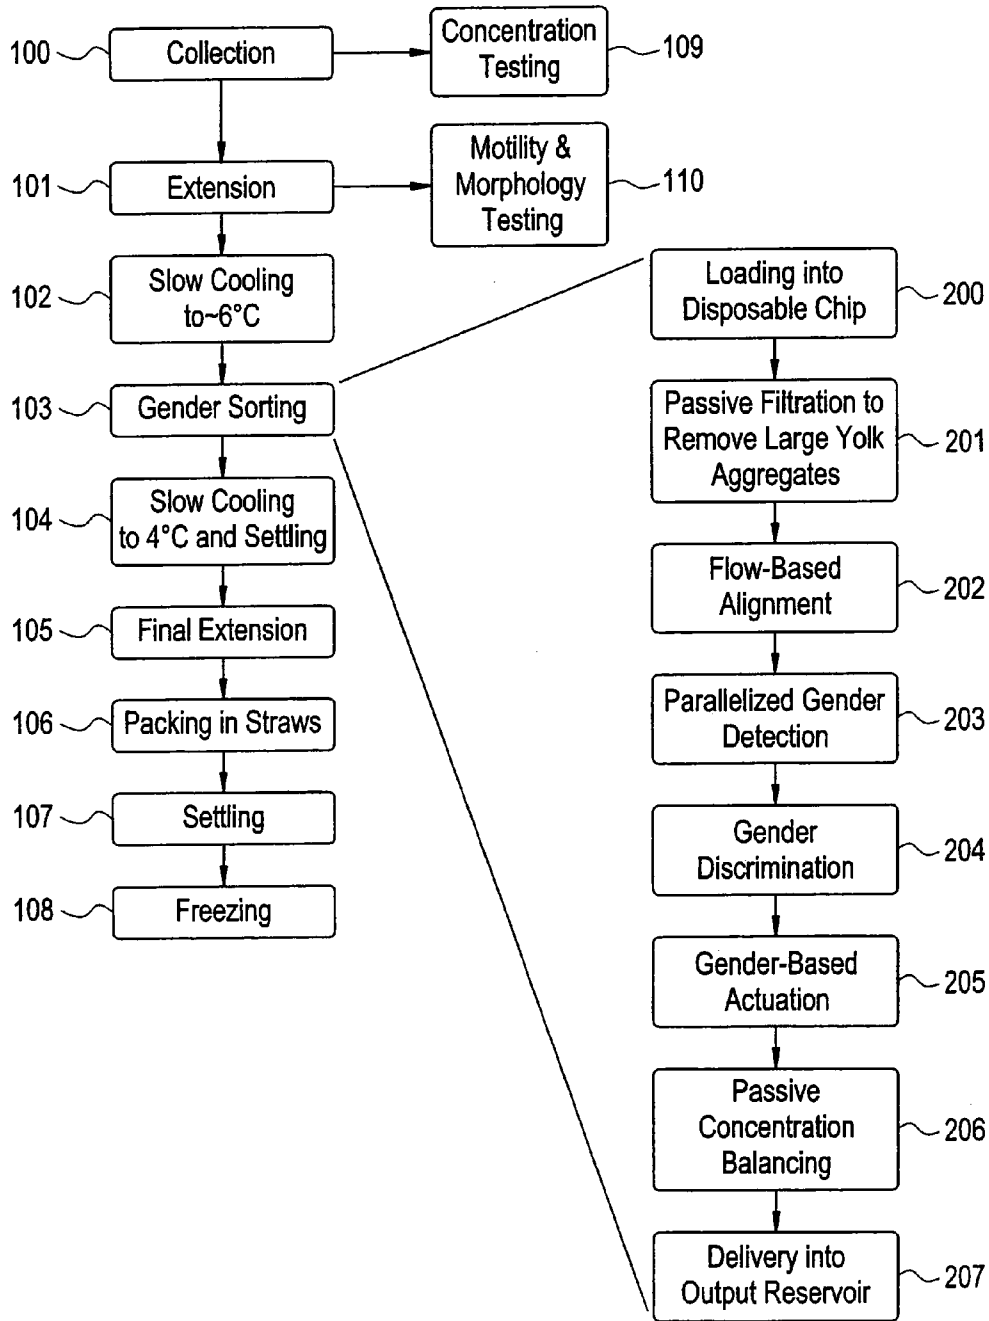 100
Collection
Concentration
Testing
109
101
Extension
Motility &
Morphology
Testing
110
102
Slow Cooling
to~6°C
103
Gender Sorting
104
Slow Cooling
to 4°C and Settling
105
Final Extension
106
Packing in Straws
107
Settling
108
Freezing
Loading into
Disposable Chip
200
Passive Filtration to
Remove Large Yolk
Aggregates
201
Flow-Based
Alignment
202
Parallelized Gender
Detection
203
Gender
Discrimination
204
Gender-Based
Actuation
205
Passive
Concentration
Balancing
206
Delivery into
Output Reservoir
207